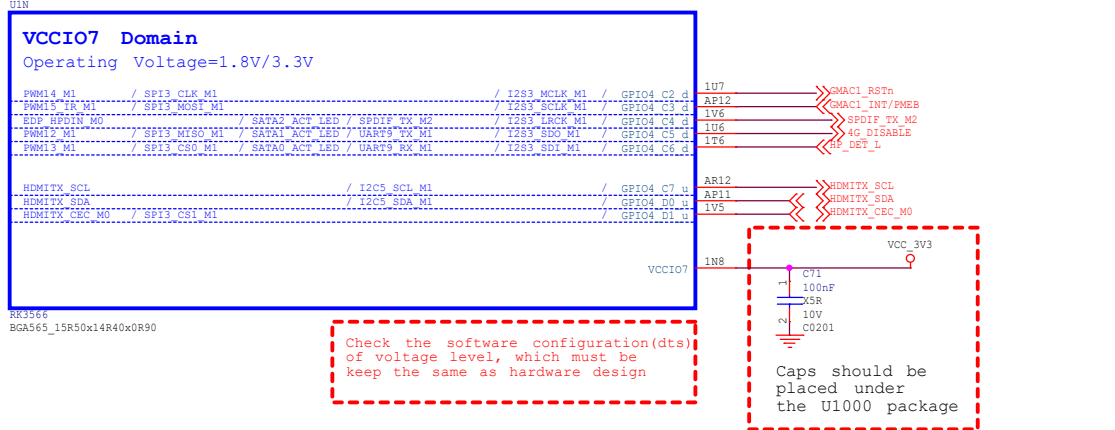 U1N
VCCIO7 Domain
Operating Voltage=1.8V/3.3V
PWM14_M1 / SPI3_CLK_M1 / I2S3_MCLK_M1 / GPIO4_C2_d 1U7 GMAC1_RSTn
PWM15_IR_M1 / SPI3_MOSI_M1 / I2S3_SCLK_M1 / GPIO4_C3_d AP12 GMAC1_INT/PMEB
EDP_HPDIN_M0 / SATA2_ACT_LED / SPDIF_TX_M2 / I2S3_LRCK_M1 / GPIO4_C4_d 1V6 SPDIF_TX_M2
PWM12_M1 / SPI3_MISO_M1 / SATA1_ACT_LED / UART9_TX_M1 / I2S3_SDO_M1 / GPIO4_C5_d 1U6 4G_DISABLE
PWM13_M1 / SPI3_CS0_M1 / SATA0_ACT_LED / UART9_RX_M1 / I2S3_SDI_M1 / GPIO4_C6_d 1T6 HP_DET_L
HDMITX_SCL / I2C5_SCL_M1 / GPIO4_C7_u AR12 HDMITX_SCL
HDMITX_SDA / I2C5_SDA_M1 / GPIO4_D0_u AP11 HDMITX_SDA
HDMITX_CEC_M0 / SPI3_CS1_M1 / GPIO4_D1_u 1V5 HDMITX_CEC_M0
VCC_3V3
VCCIO7 1N8
C71
1 100nF
X5R
10V
2 C0201
RK3566
BGA565_15R50x14R40x0R90
Check the software configuration(dts)
of voltage level, which must be
keep the same as hardware design
Caps should be
placed under
the U1000 package